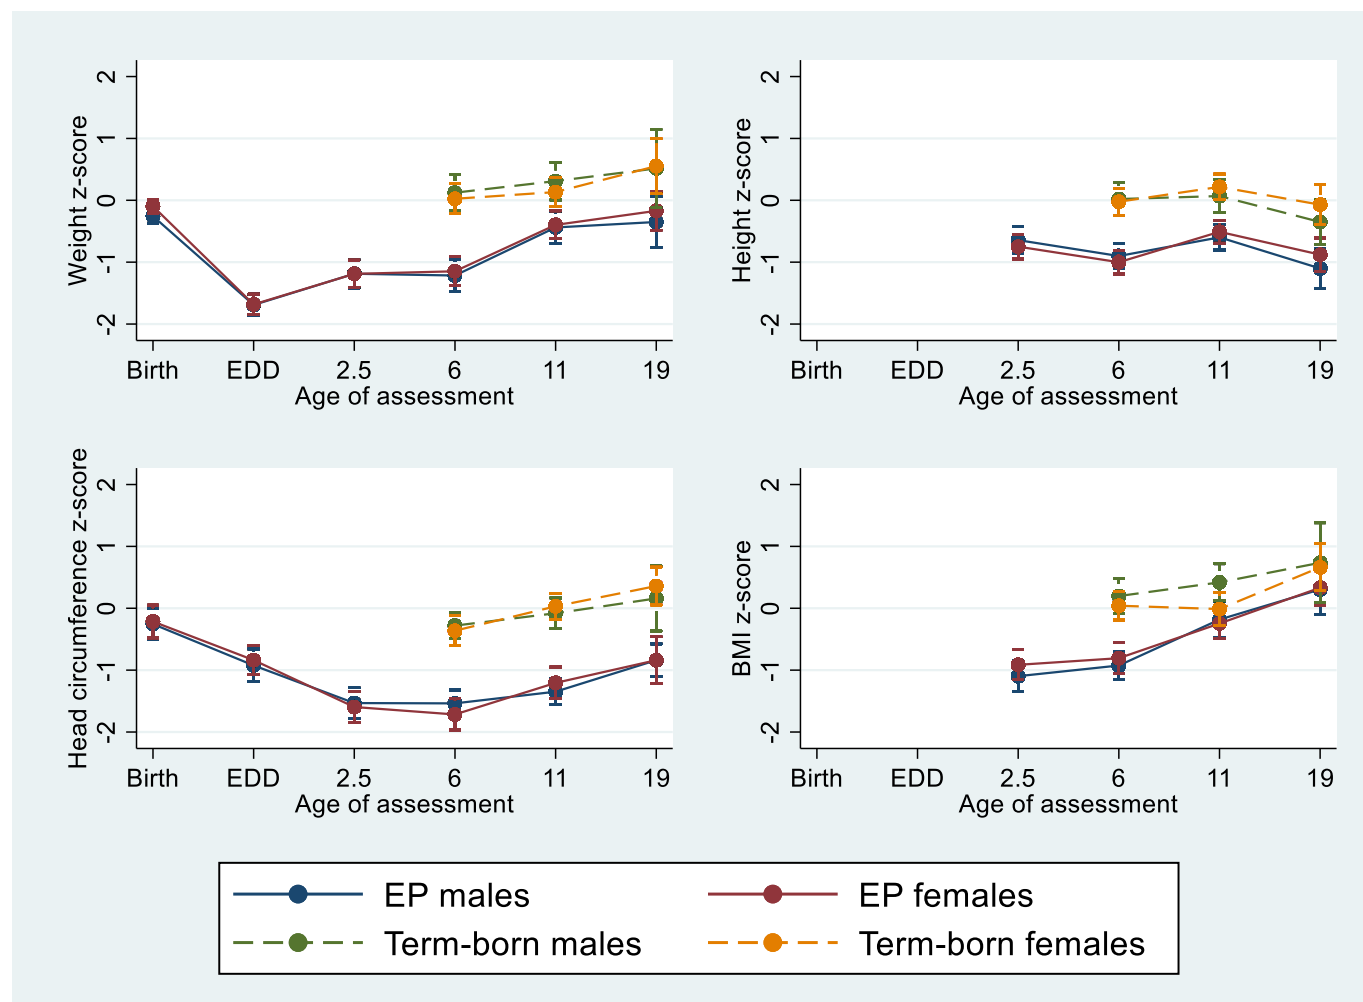 Weight z-score
2
1
0
-1
-2
Birth EDD 2.5 6 11 19
Age of assessment
Height z-score
2
1
0
-1
-2
Birth EDD 2.5 6 11 19
Age of assessment
Head circumference z-score
2
1
0
-1
-2
Birth EDD 2.5 6 11 19
Age of assessment
BMI z-score
2
1
0
-1
-2
Birth EDD 2.5 6 11 19
Age of assessment
EP males EP females
Term-born males Term-born females